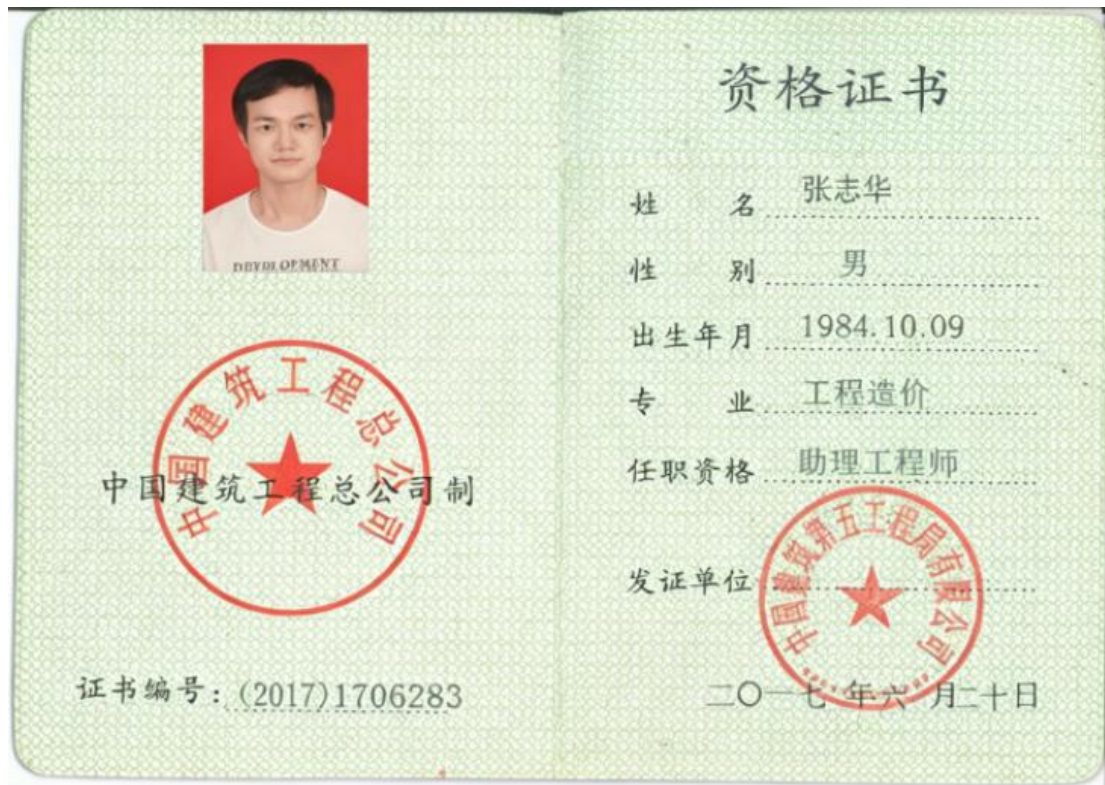 DEVELOPMENT
中国建筑工程总公司
中国建筑工程总公司制
证书编号：(2017)1706283
资格证书
姓 名 张志华
性 别 男
出生年月 1984.10.09
专 业 工程造价
任职资格 助理工程师
发证单位
中国建筑第五工程局有限公司
二〇一七年六月二十日